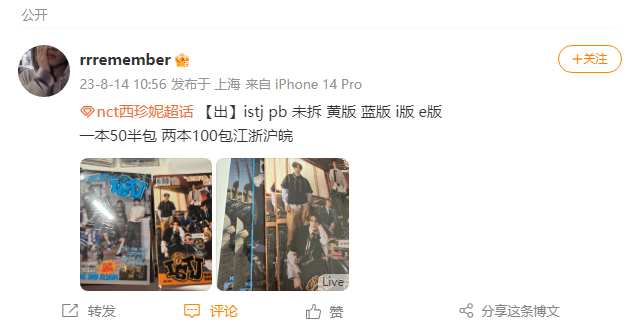 公开
rrremember
+关注
23-8-14 10:56 发布于 上海 来自 iPhone 14 Pro
nct西珍妮超话 【出】istj pb 未拆 黄版 蓝版 i版 e版
一本50半包 两本100包江浙沪皖
ISTJ
ISTJ
Live
转发
评论
赞
分享这条博文